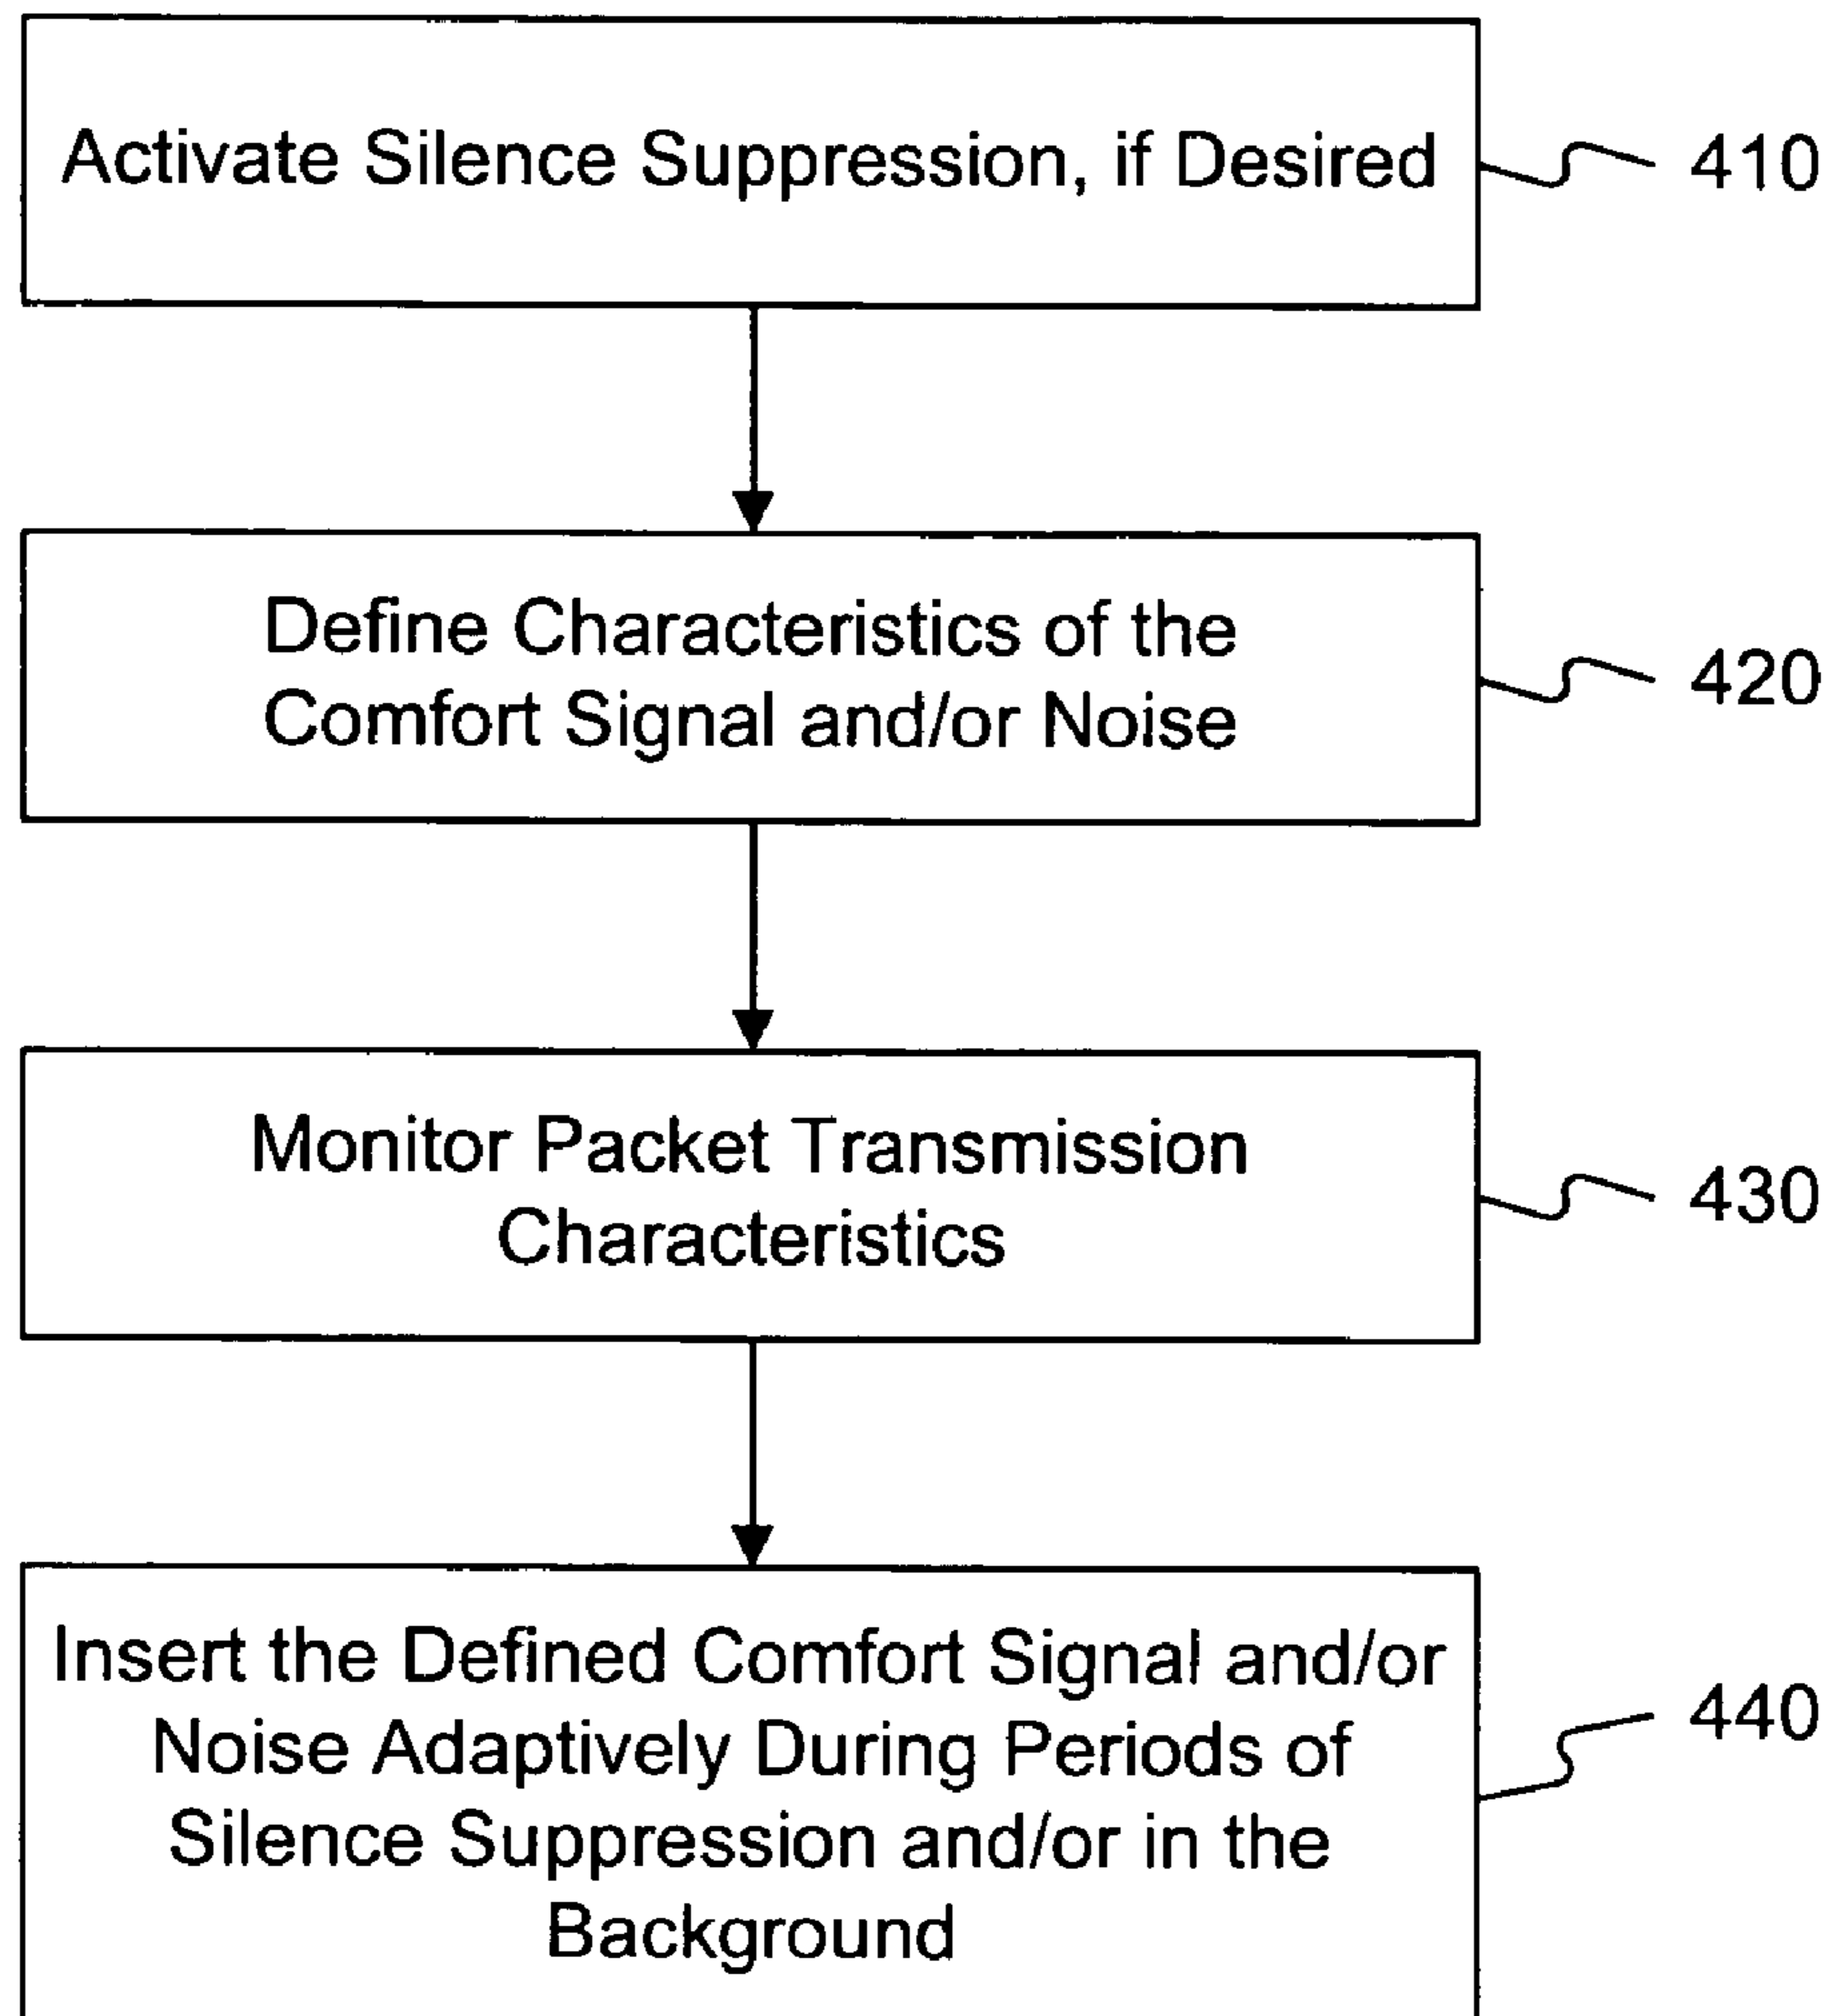 Activate Silence Suppression, if Desired
410
Define Characteristics of the
Comfort Signal and/or Noise
420
Monitor Packet Transmission
Characteristics
430
Insert the Defined Comfort Signal and/or
Noise Adaptively During Periods of
Silence Suppression and/or in the
Background
440